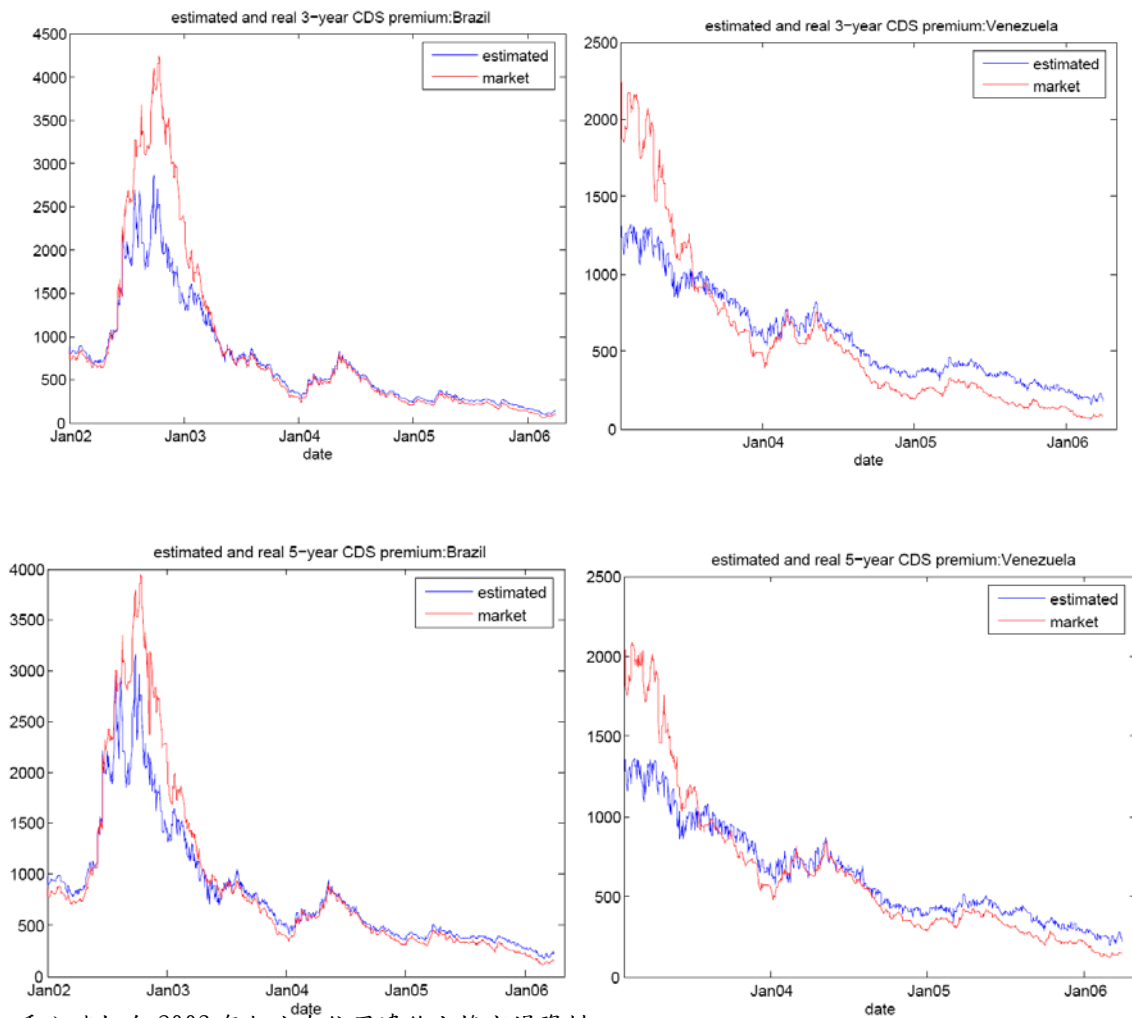 estimated and real 3-year CDS premium:Brazil
4500
4000
3500
3000
2500
2000
1500
1000
500
0
estimated
market
Jan02
Jan03
Jan04
Jan05
Jan06
date
estimated and real 3-year CDS premium:Venezuela
2500
2000
1500
1000
500
0
estimated
market
Jan04
Jan05
Jan06
date
estimated and real 5-year CDS premium:Brazil
4000
3500
3000
2500
2000
1500
1000
500
0
estimated
market
Jan02
Jan03
Jan04
Jan05
Jan06
date
estimated and real 5-year CDS premium:Venezuela
2500
2000
1500
1000
500
0
estimated
market
Jan04
Jan05
Jan06
date
2003